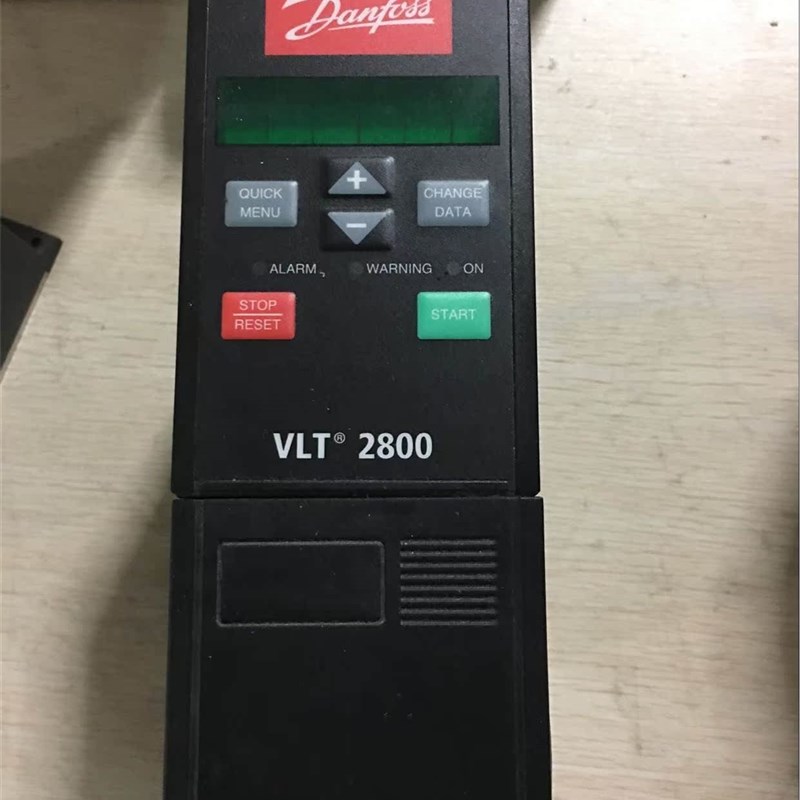 Danfoss
+
QUICK
MENU
CHANGE
DATA
−
ALARM WARNING ON
STOP
RESET
START
VLT® 2800